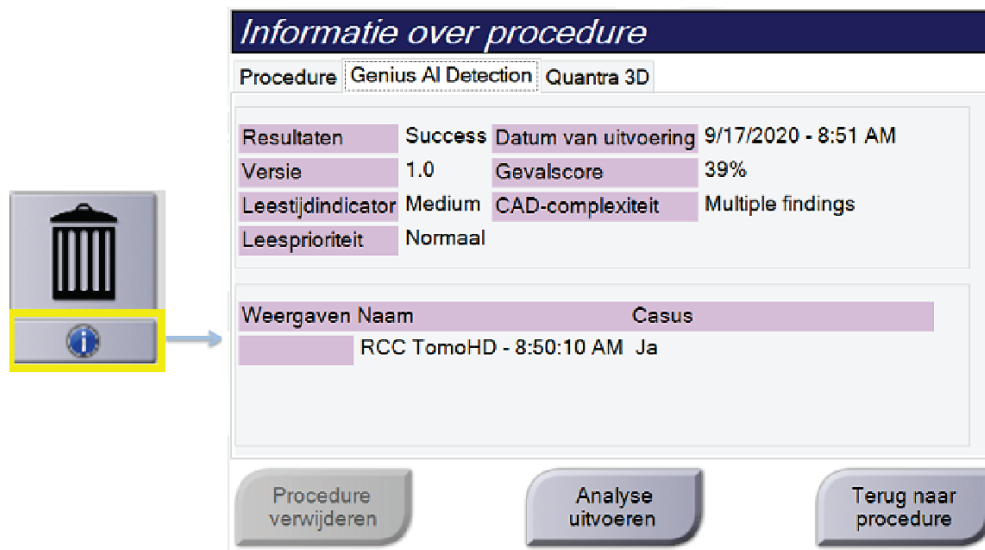 Informatie over procedure
Procedure Genius AI Detection Quantra 3D
Resultaten Success Datum van uitvoering 9/17/2020 - 8:51 AM
Versie 1.0 Gevalscore 39%
Leestijdindicator Medium CAD-complexiteit Multiple findings
Leesprioriteit Normaal
Weergaven Naam Casus
RCC TomoHD - 8:50:10 AM Ja
Procedure
verwijderen
Analyse
uitvoeren
Terug naar
procedure